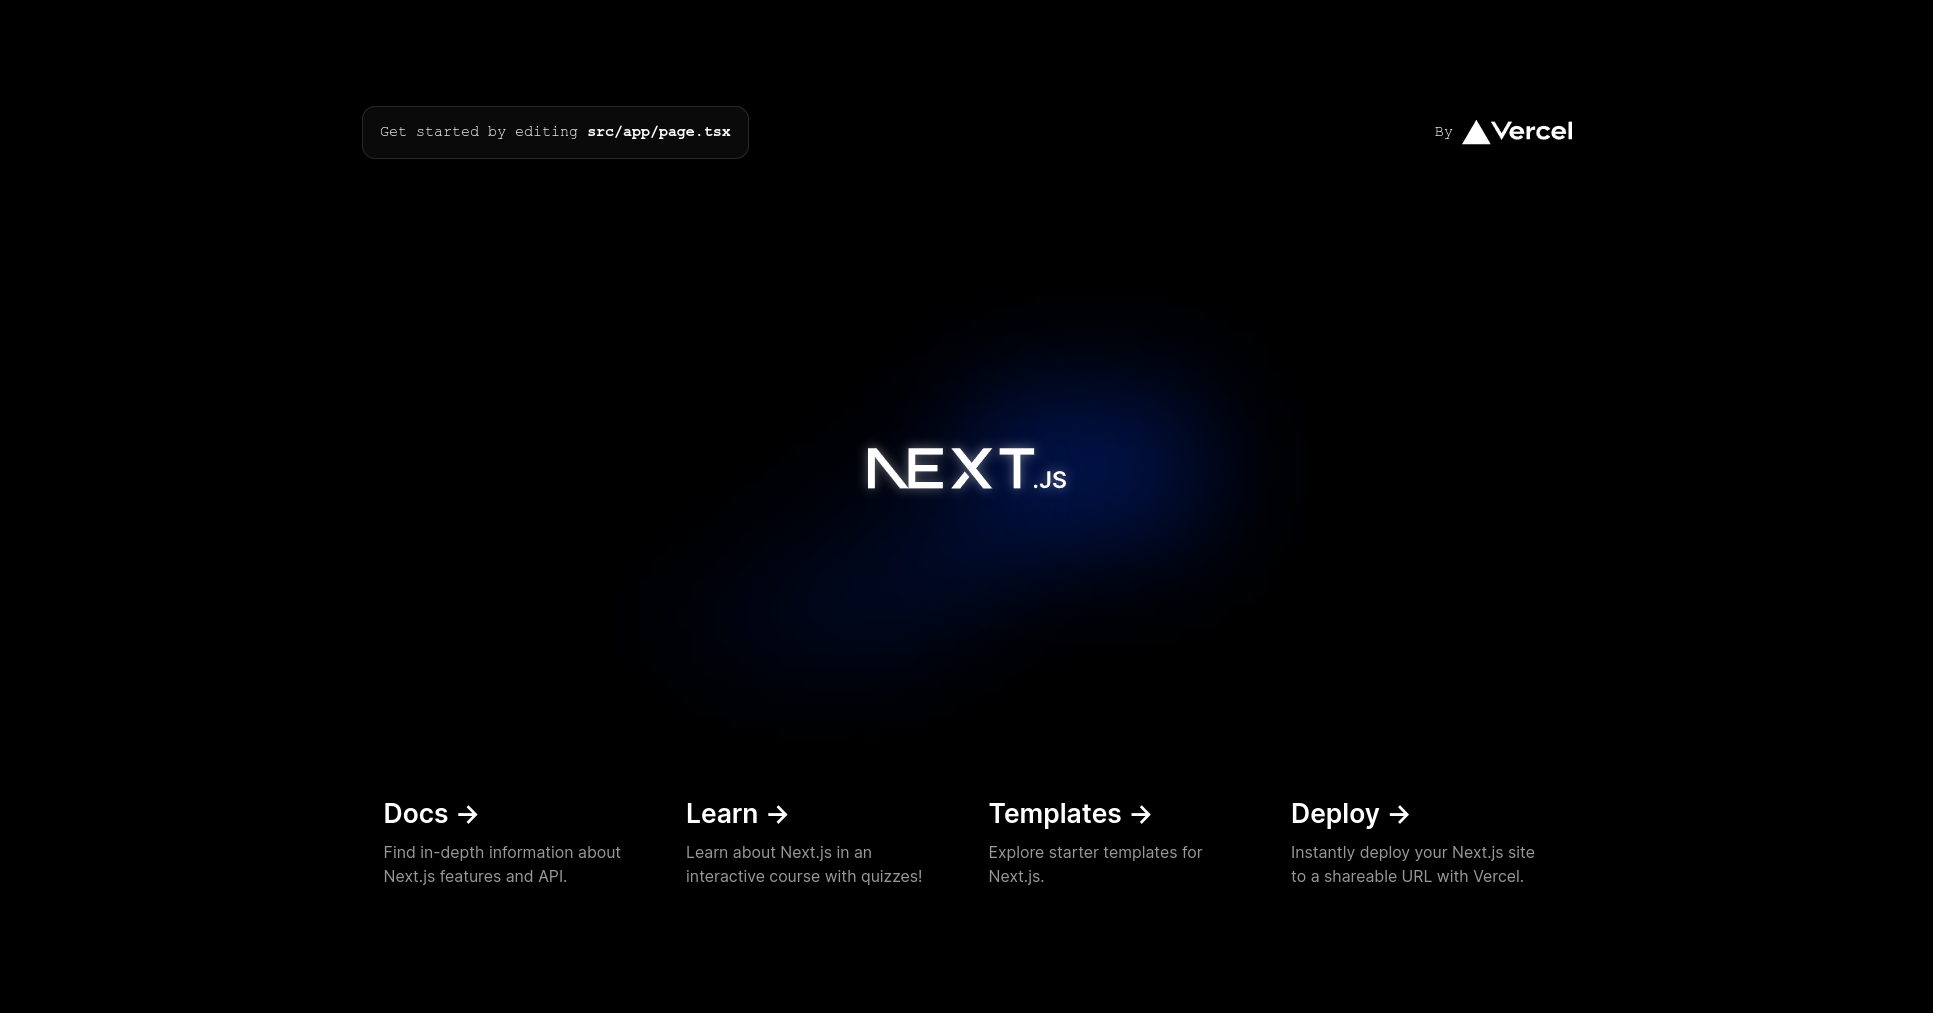 Get started by editing src/app/page.tsx
By ▲Vercel
NEXT.JS
Docs ->
Find in-depth information about
Next.js features and API.
Learn ->
Learn about Next.js in an
interactive course with quizzes!
Templates ->
Explore starter templates for
Next.js.
Deploy ->
Instantly deploy your Next.js site
to a shareable URL with Vercel.